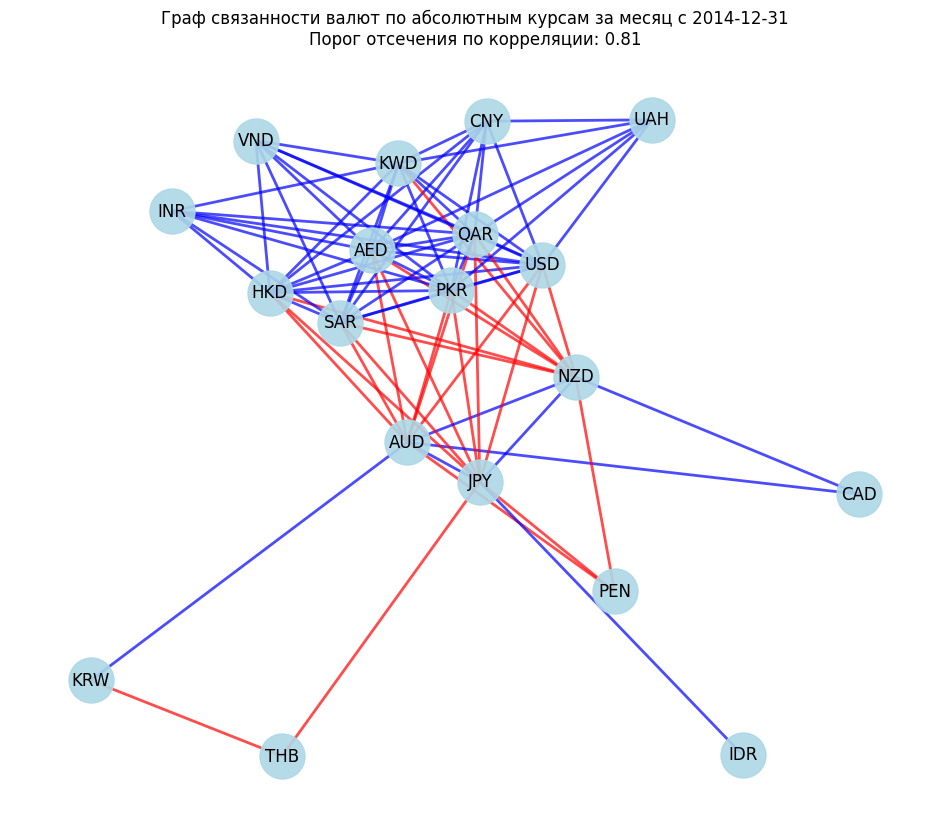 Граф связанности валют по абсолютным курсам за месяц с 2014-12-31
Порог отсечения по корреляции: 0.81
CNY
UAH
VND
KWD
INR
QAR
AED
USD
HKD
PKR
SAR
NZD
AUD
JPY
CAD
PEN
KRW
THB
IDR